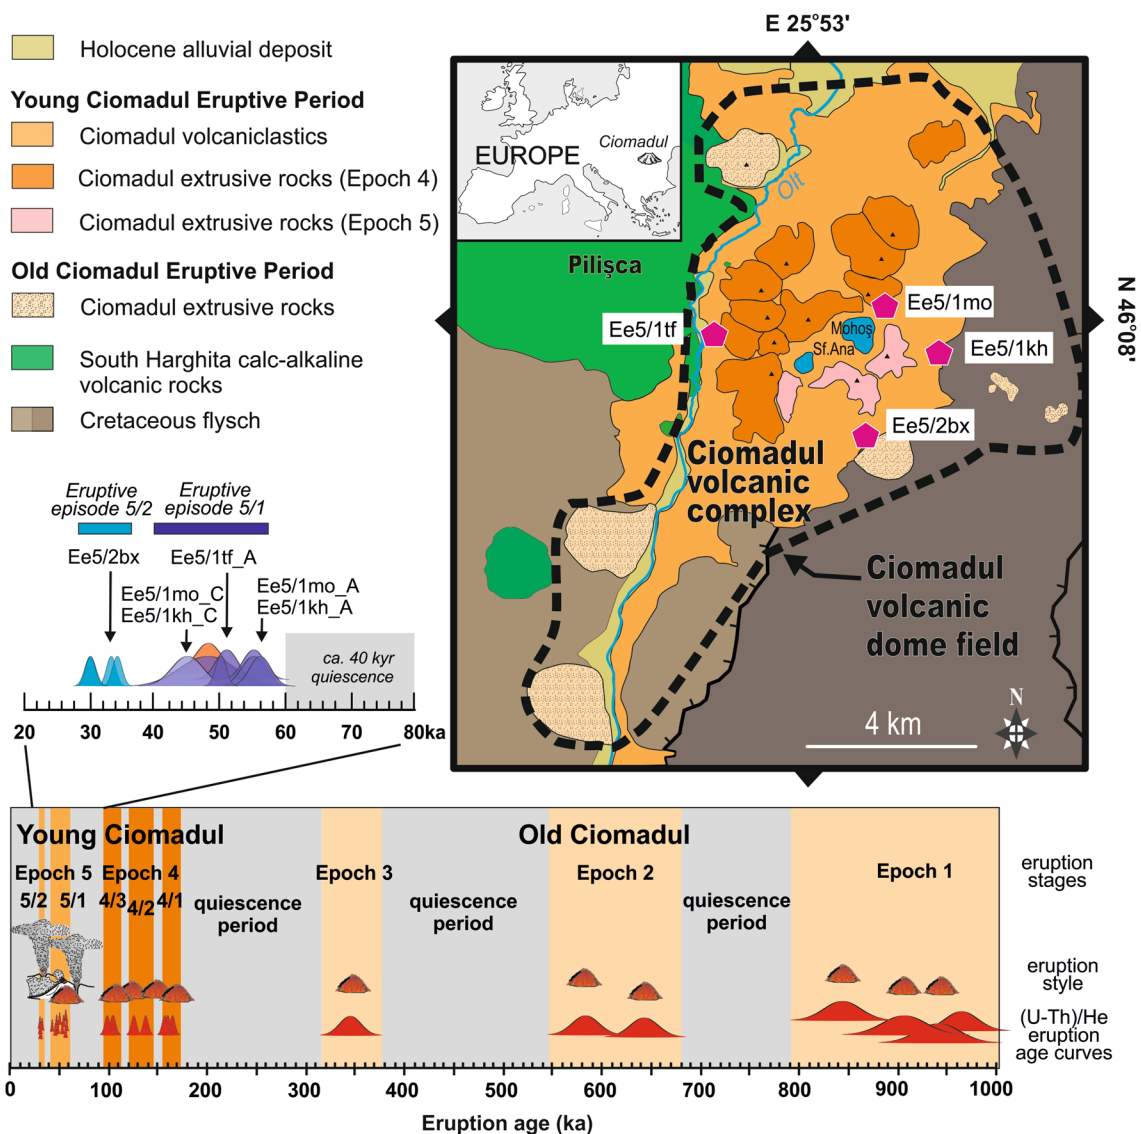 Holocene alluvial deposit
Young Ciomadul Eruptive Period
Ciomadul volcaniclastics
Ciomadul extrusive rocks (Epoch 4)
Ciomadul extrusive rocks (Epoch 5)
Old Ciomadul Eruptive Period
Ciomadul extrusive rocks
South Harghita calc-alkaline
volcanic rocks
Cretaceous flysch
E 25°53'
N 46°08'
EUROPE
Ciomadul
Olt
Pilişca
Ee5/1tf
Ee5/1mo
Mohoş
Sf.Ana
Ee5/1kh
Ee5/2bx
Ciomadul
volcanic
complex
Ciomadul
volcanic
dome field
N
4 km
Eruptive
episode 5/2
Eruptive
episode 5/1
Ee5/2bx
Ee5/1tf_A
Ee5/1mo_C
Ee5/1kh_C
Ee5/1mo_A
Ee5/1kh_A
ca. 40 kyr
quiescence
20 30 40 50 60 70 80ka
Young Ciomadul
Old Ciomadul
Epoch 5
Epoch 4
Epoch 3
Epoch 2
Epoch 1
5/2 5/1 4/3 4/2 4/1
quiescence
period
quiescence
period
quiescence
period
eruption
stages
eruption
style
(U-Th)/He
eruption
age curves
0 100 200 300 400 500 600 700 800 900 1000
Eruption age (ka)